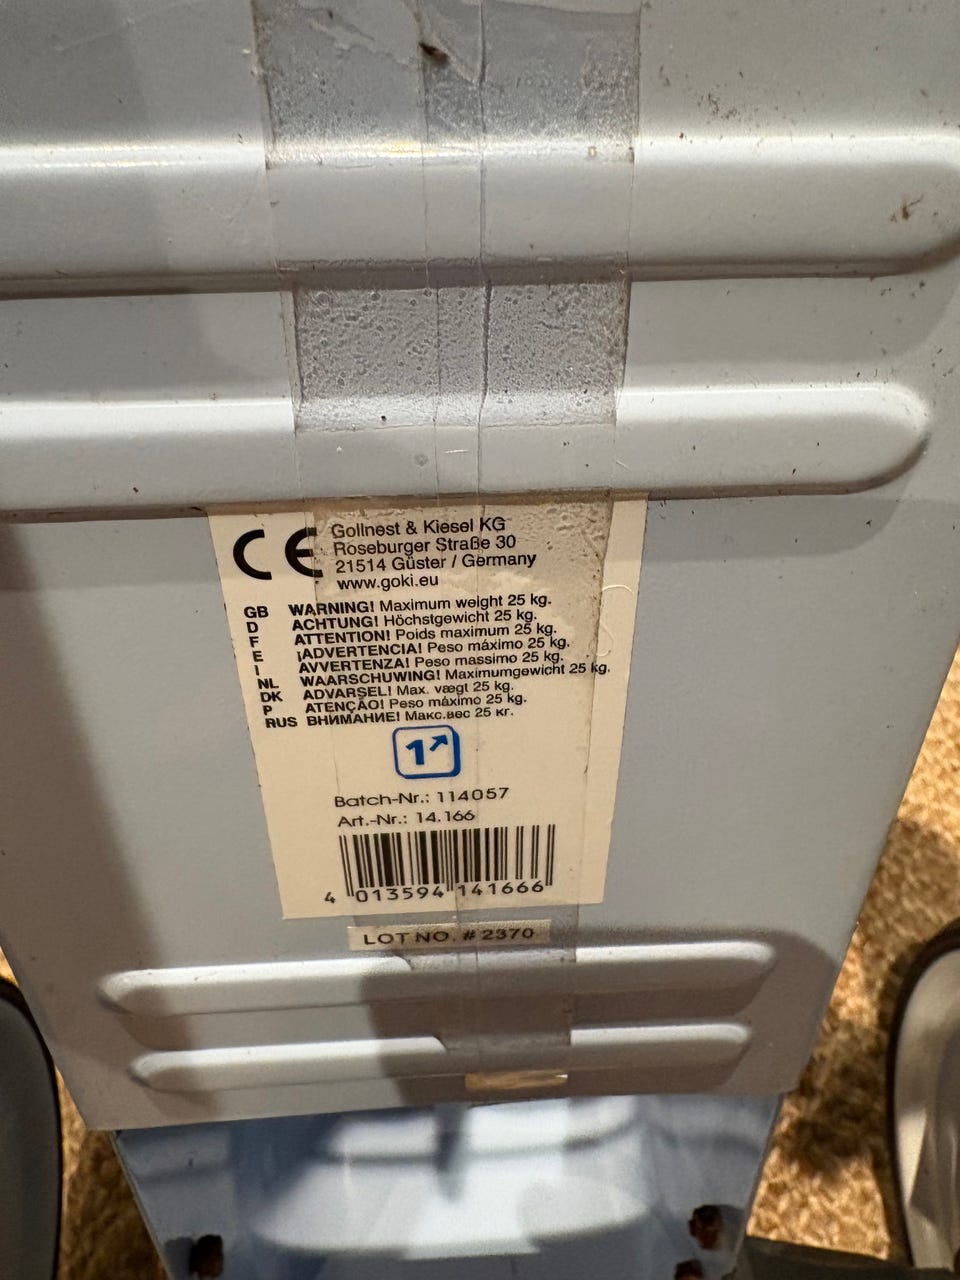 CE
Gollnest & Kiesel KG
Roseburger Straße 30
21514 Güster / Germany
www.goki.eu
GB WARNING! Maximum weight 25 kg.
D ACHTUNG! Höchstgewicht 25 kg.
F ATTENTION! Poids maximum 25 kg.
E ¡ADVERTENCIA! Peso máximo 25 kg.
I AVVERTENZA! Peso massimo 25 kg.
NL WAARSCHUWING! Maximumgewicht 25 kg.
DK ADVARSEL! Max. vægt 25 kg.
P ATENÇÃO! Peso máximo 25 kg.
RUS ВНИМАНИЕ! Макс.вес 25 кг.
1
Batch-Nr.: 114057
Art.-Nr.: 14.166
4 013594 141666
LOT NO. # 2370